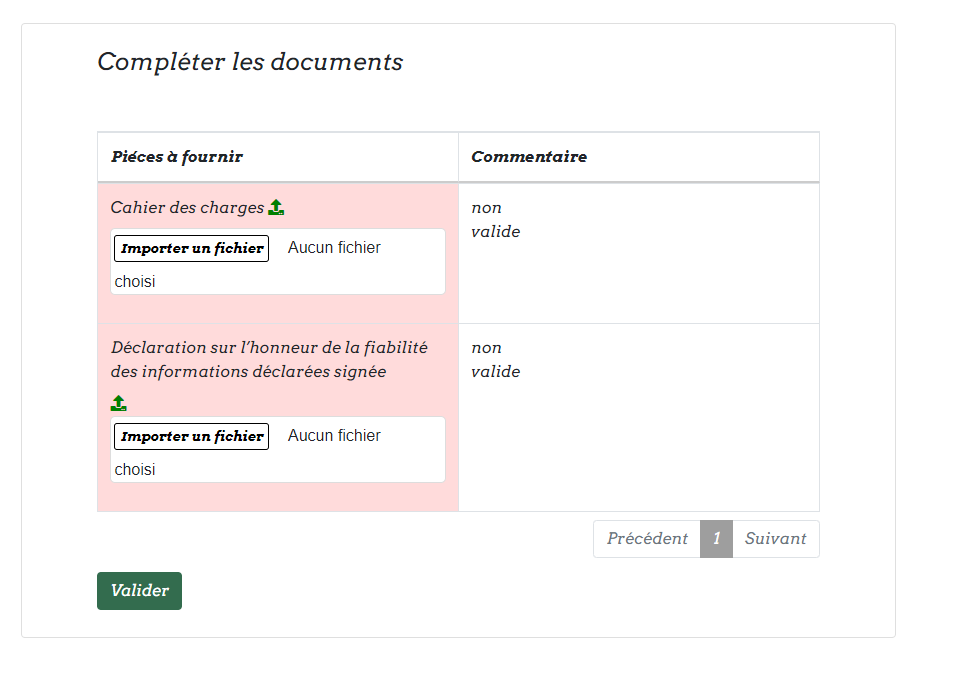 Compléter les documents
Piéces à fournir
Commentaire
Cahier des charges
non
valide
Importer un fichier
Aucun fichier
choisi
Déclaration sur l’honneur de la fiabilité
des informations déclarées signée
non
valide
Importer un fichier
Aucun fichier
choisi
Précédent 1 Suivant
Valider